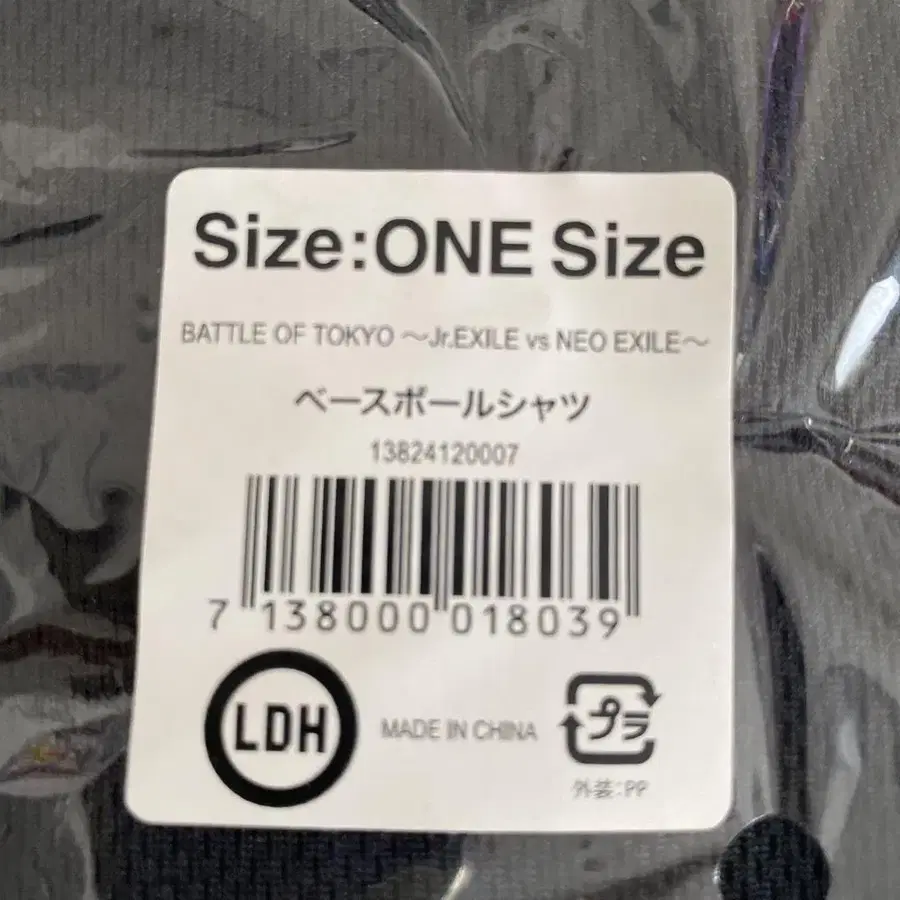 Size:ONE Size
BATTLE OF TOKYO ～Jr.EXILE vs NEO EXILE～
ベースボールシャツ
13824120007
7 138000 018039
LDH
MADE IN CHINA
プラ
外装:PP